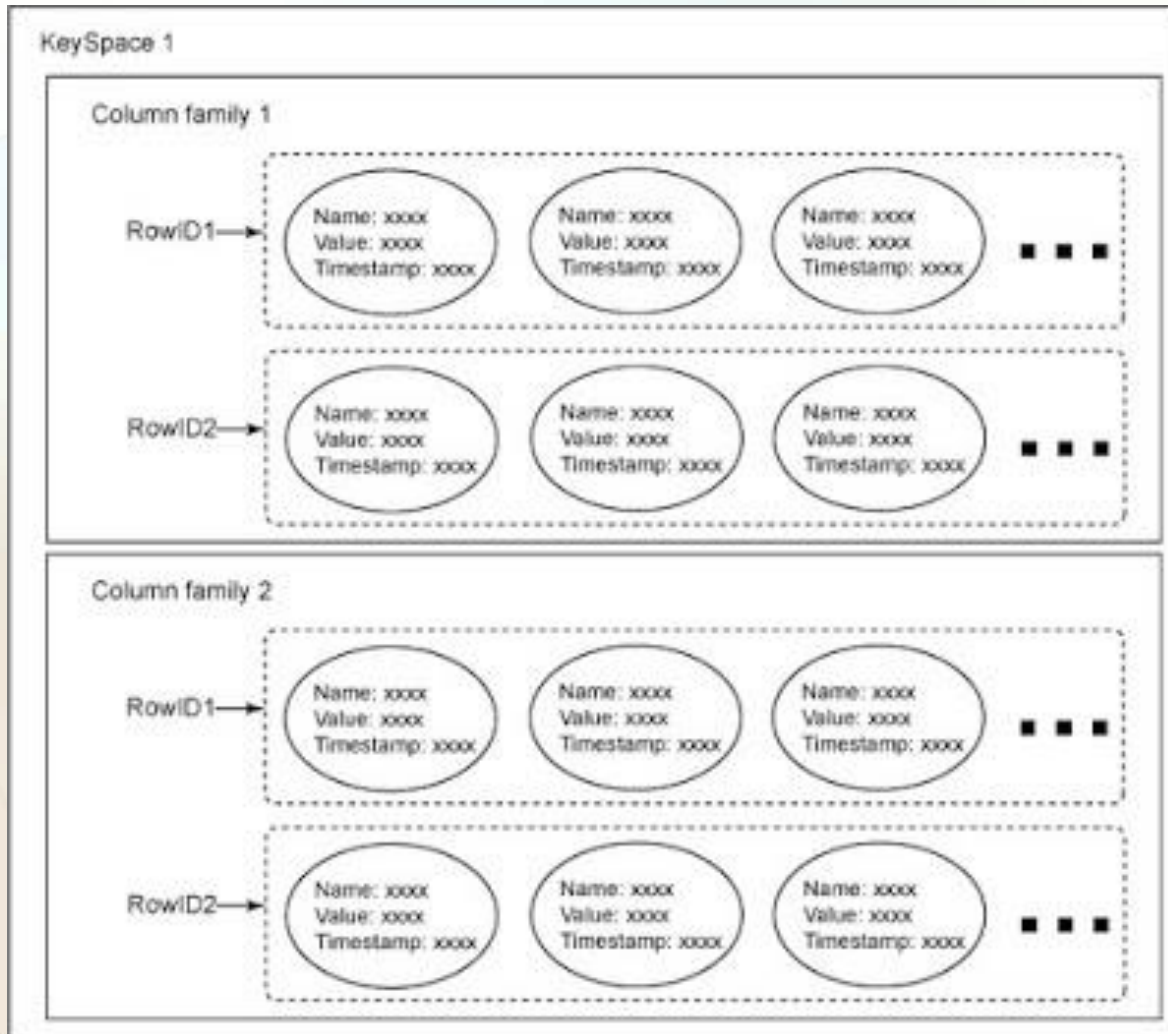 KeySpace 1
Column family 1
RowID1
Name: xxxx
Value: xxxx
Timestamp: xxxx
Name: xxxx
Value: xxxx
Timestamp: xxxx
Name: xxxx
Value: xxxx
Timestamp: xxxx
RowID2
Name: xxxx
Value: xxxx
Timestamp: xxxx
Name: xxxx
Value: xxxx
Timestamp: xxxx
Name: xxxx
Value: xxxx
Timestamp: xxxx
Column family 2
RowID1
Name: xxxx
Value: xxxx
Timestamp: xxxx
Name: xxxx
Value: xxxx
Timestamp: xxxx
Name: xxxx
Value: xxxx
Timestamp: xxxx
RowID2
Name: xxxx
Value: xxxx
Timestamp: xxxx
Name: xxxx
Value: xxxx
Timestamp: xxxx
Name: xxxx
Value: xxxx
Timestamp: xxxx